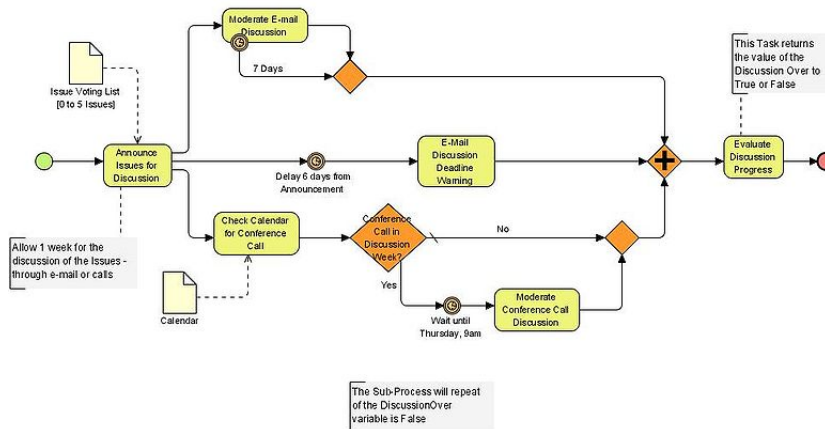 Moderate E-mail
Discussion
7 Days
This Task returns
the value of the
Discussion Over to
True or False
Issue Voting List
[0 to 5 Issues]
Announce
Issues for
Discussion
Delay 6 days from
Announcement
E-Mail
Discussion
Deadline
Warning
Evaluate
Discussion
Progress
Allow 1 week for the
discussion of the Issues -
through e-mail or calls
Check Calendar
for Conference
Call
Calendar
Conference
Call in
Discussion
Week?
No
Yes
Wait until
Thursday, 9am
Moderate
Conference Call
Discussion
The Sub-Process will repeat
of the DiscussionOver
variable is False